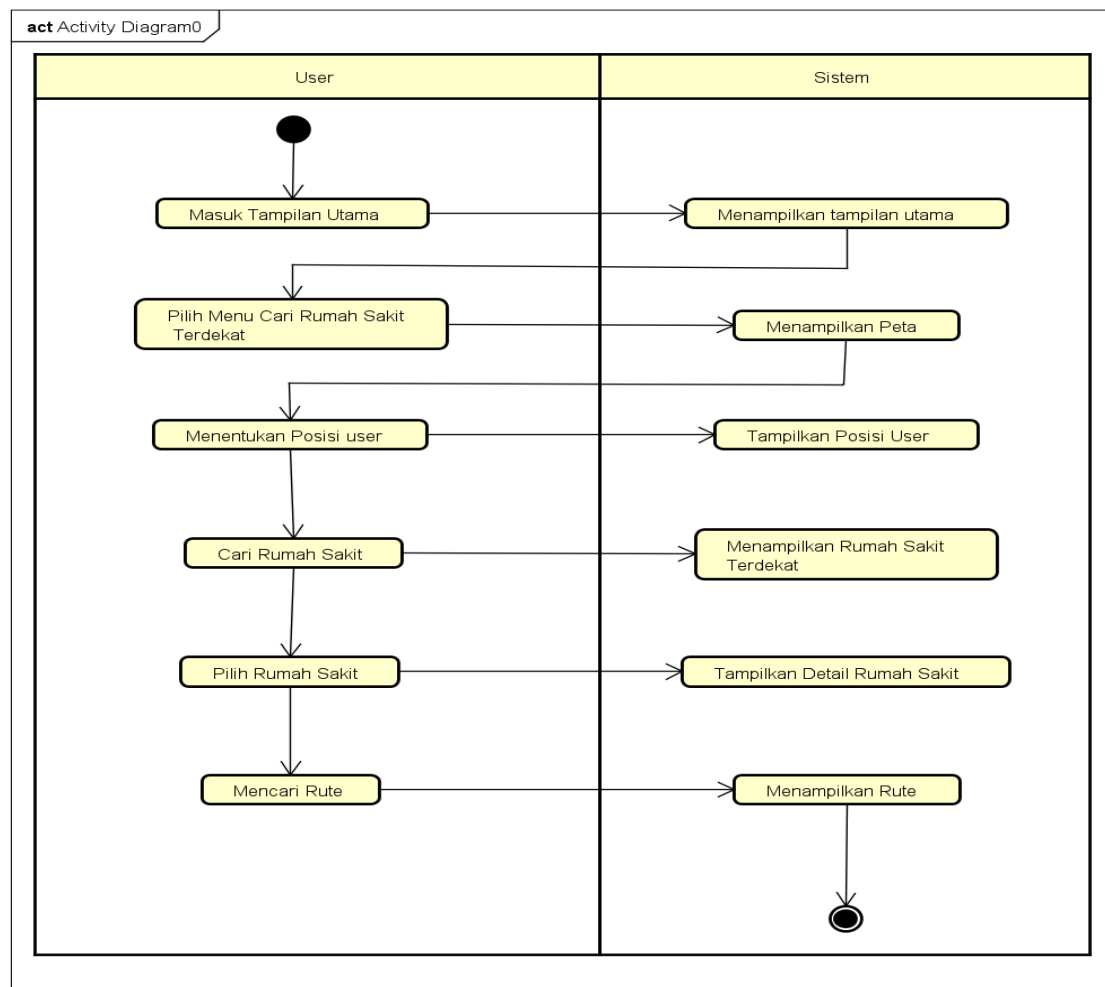 act Activity Diagram0
User
Sistem
Masuk Tampilan Utama
Menampilkan tampilan utama
Pilih Menu Cari Rumah Sakit
Terdekat
Menampilkan Peta
Menentukan Posisi user
Tampilkan Posisi User
Cari Rumah Sakit
Menampilkan Rumah Sakit
Terdekat
Pilih Rumah Sakit
Tampilkan Detail Rumah Sakit
Mencari Rute
Menampilkan Rute